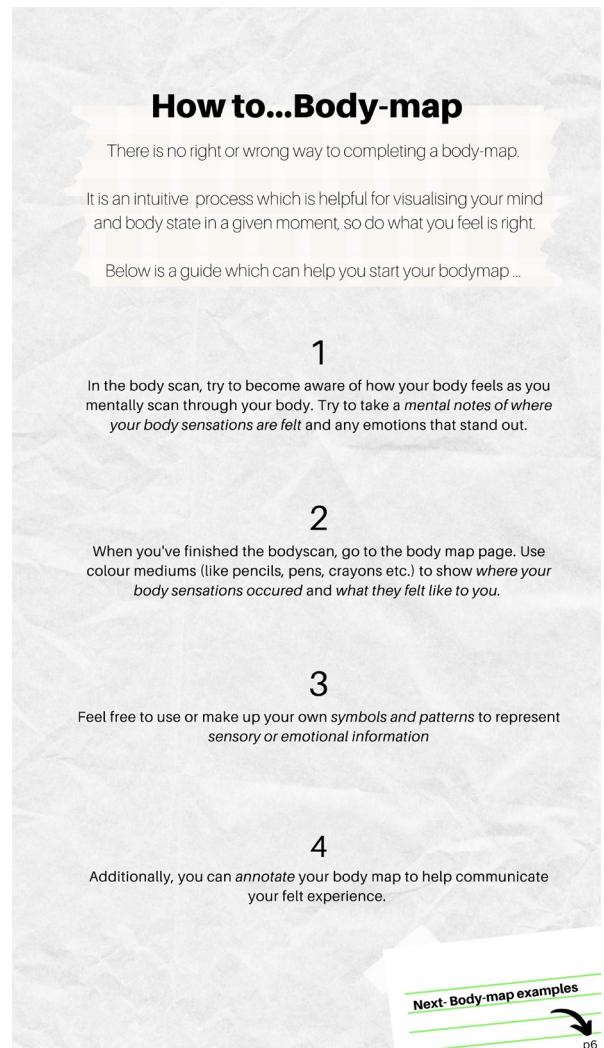 How to...Body-map
There is no right or wrong way to completing a body-map.
It is an intuitive process which is helpful for visualising your mind
and body state in a given moment, so do what you feel is right.
Below is a guide which can help you start your bodymap ...
1
In the body scan, try to become aware of how your body feels as you
mentally scan through your body. Try to take a mental notes of where
your body sensations are felt and any emotions that stand out.
2
When you've finished the bodyscan, go to the body map page. Use
colour mediums (like pencils, pens, crayons etc.) to show where your
body sensations occured and what they felt like to you.
3
Feel free to use or make up your own symbols and patterns to represent
sensory or emotional information
4
Additionally, you can annotate your body map to help communicate
your felt experience.
Next- Body-map examples
p6